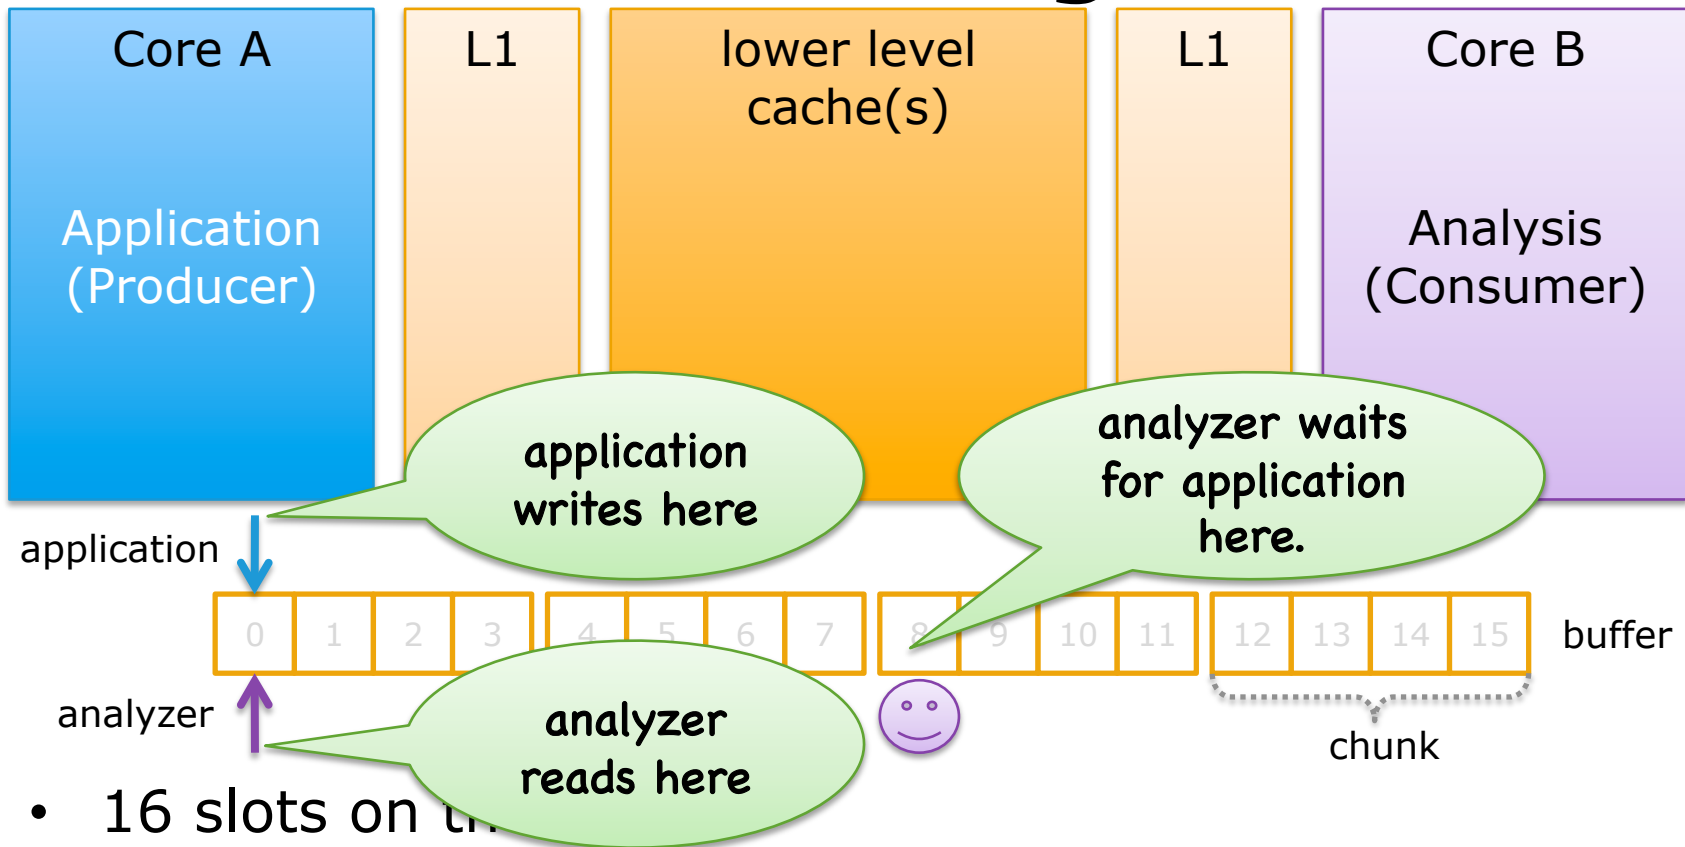 Core A
L1
lower level
cache(s)
L1
Core B
Application
(Producer)
Analysis
(Consumer)
application
writes here
analyzer waits
for application
here.
application
0 1 2 3 4 5 6 7 8 9 10 11 12 13 14 15
buffer
analyzer
analyzer
reads here
chunk
• 16 slots on